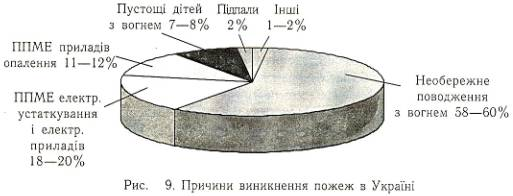 Пустощі дітей
з вогнем 7—8%
Підпали
2%
Інші
1—2%
ППМЕ приладів
опалення 11—12%
ППМЕ електр.
устаткування
і електр.
приладів
18—20%
Необережне
поводження
з вогнем 58—60%
Рис. 9. Причини виникнення пожеж в Україні